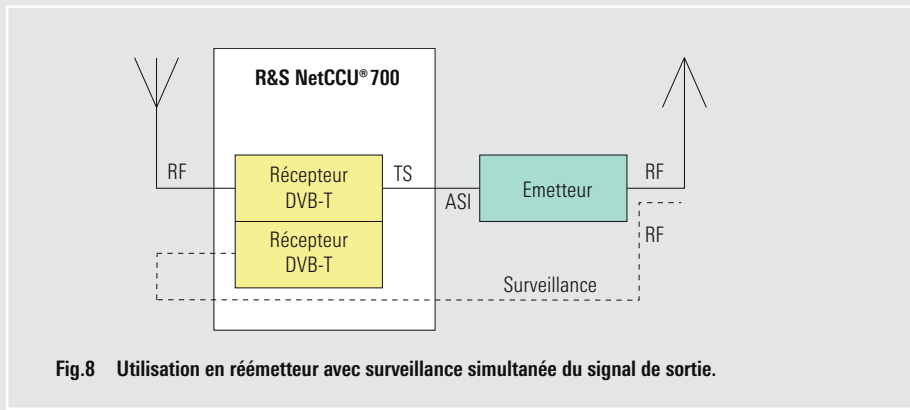 R&S NetCCU® 700
RF
Récepteur
DVB-T
TS
ASI
Emetteur
RF
Récepteur
DVB-T
RF
Surveillance
Fig.8 Utilisation en réémetteur avec surveillance simultanée du signal de sortie.